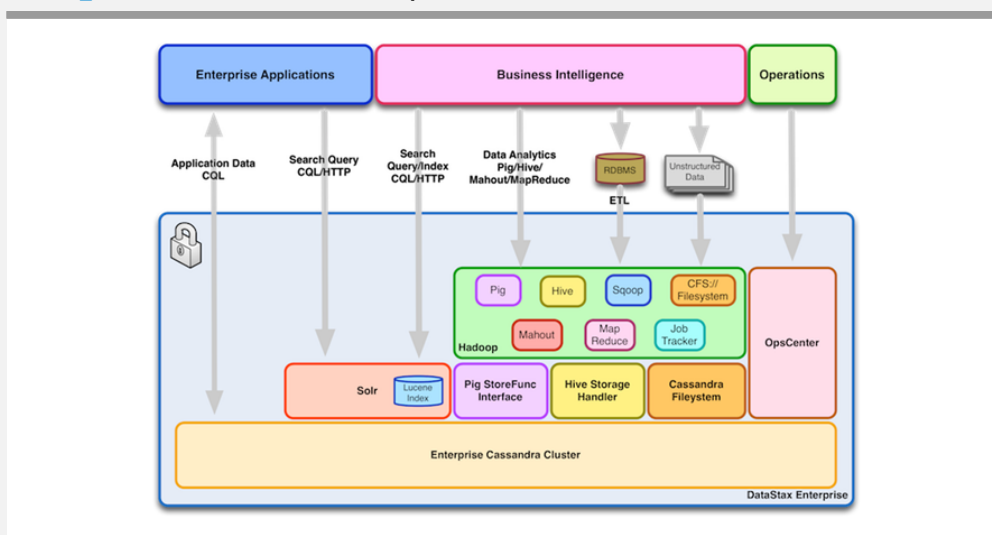 Enterprise Applications
Business Intelligence
Operations
Application Data
CQL
Search Query
CQL/HTTP
Search
Query/Index
CQL/HTTP
Data Analytics
Pig/Hive/
Mahout/MapReduce
RDBMS
ETL
Unstructured
Data
Pig
Hive
Sqoop
CFS://
Filesystem
Mahout
Map
Reduce
Job
Tracker
Hadoop
OpsCenter
Solr
Lucene
Index
Pig StoreFunc
Interface
Hive Storage
Handler
Cassandra
Fileystem
Enterprise Cassandra Cluster
DataStax Enterprise